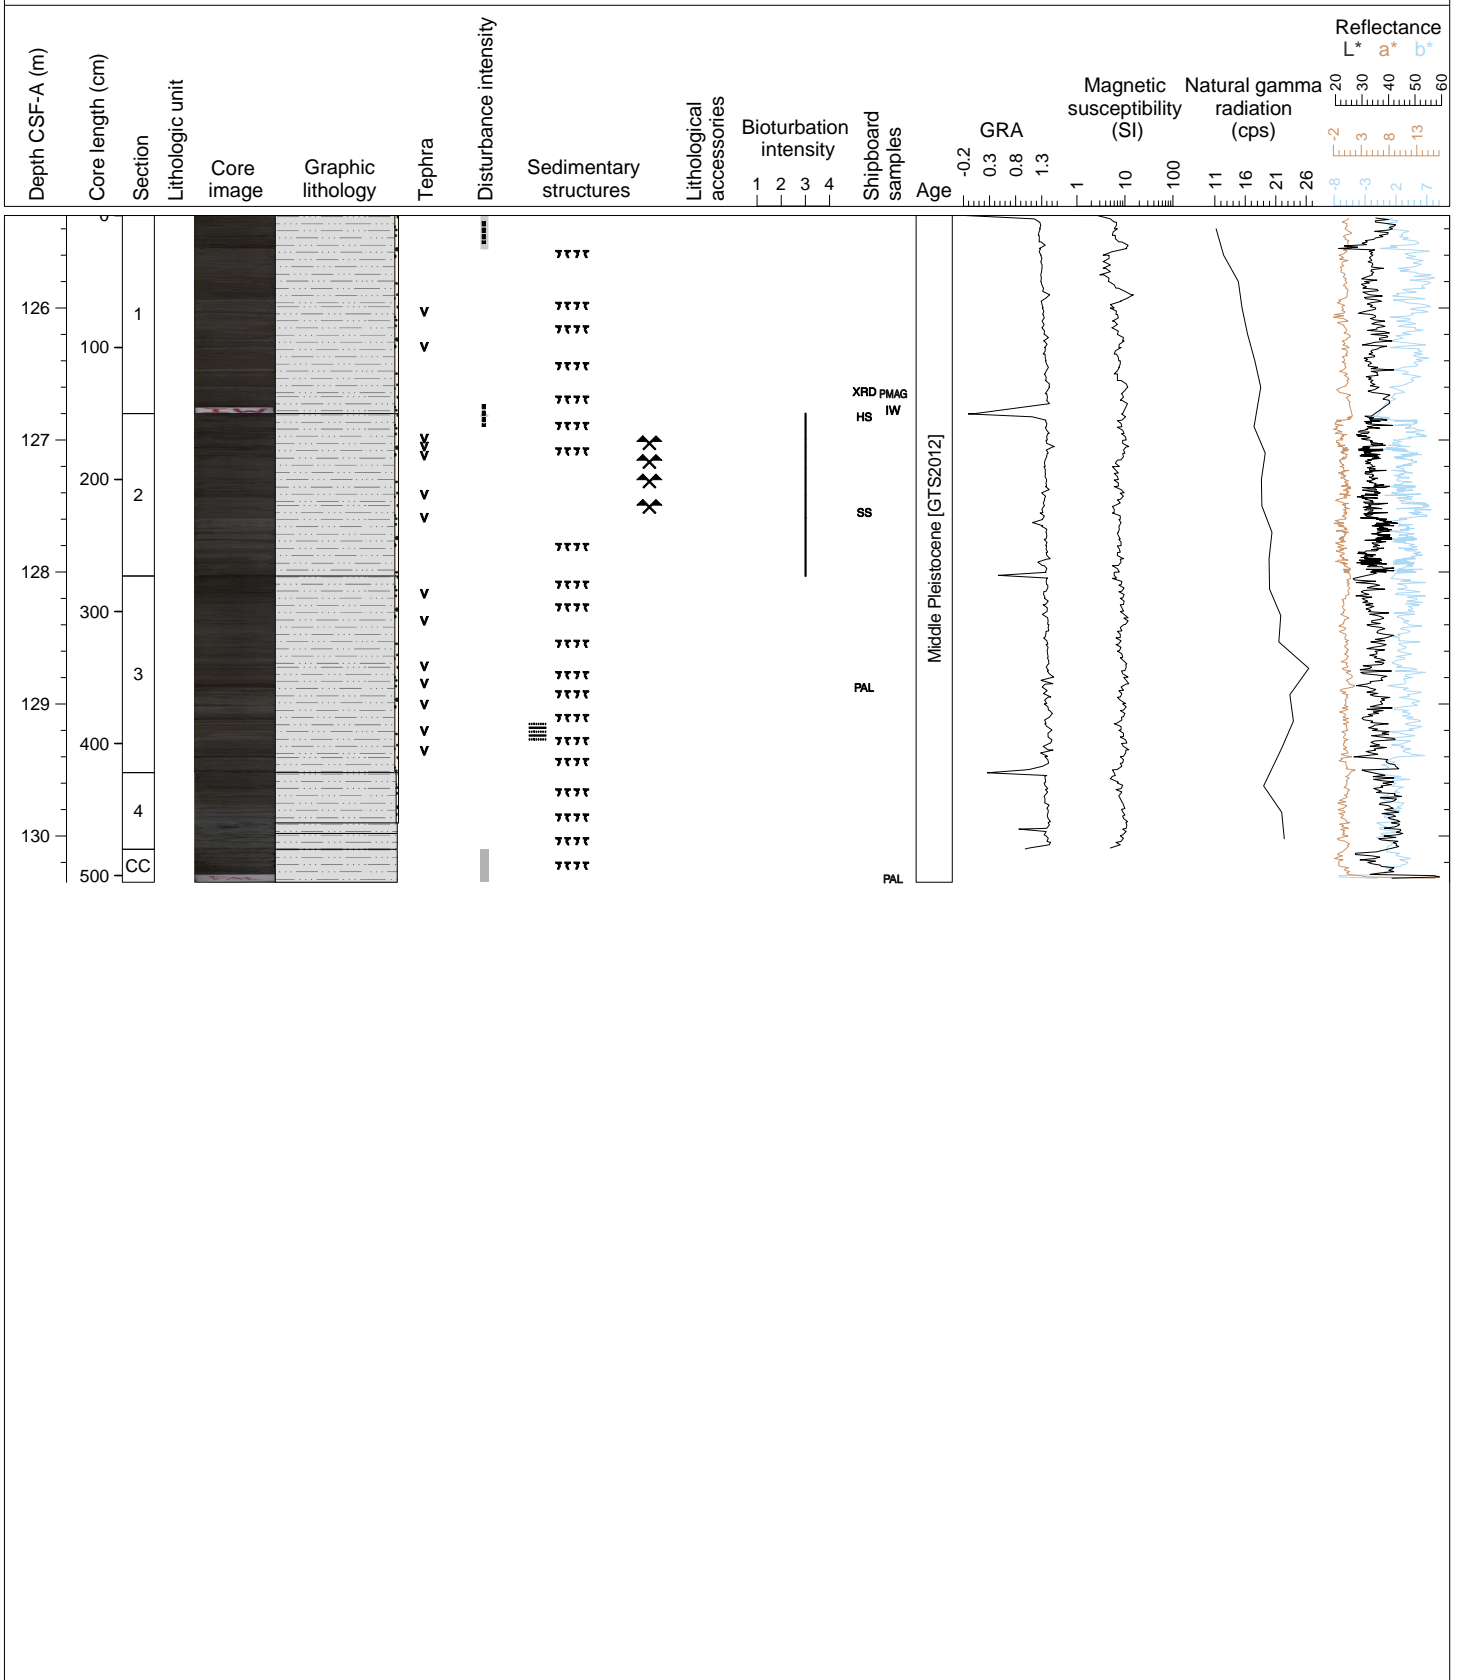 Depth CSF-A (m)
Core length (cm)
Section
Lithologic unit
Core
image
Graphic
lithology
Tephra
Disturbance intensity
Sedimentary
structures
Lithological
accessories
Bioturbation
intensity
1 2 3 4
Shipboard
samples
Age
GRA
-0.2 0.3 0.8 1.3
Magnetic
susceptibility
(SI)
1 10 100
Natural gamma
radiation
(cps)
11 16 21 26
Reflectance
L* a* b*
20 30 40 50 60
-2 3 8 13
-8 -3 2 7
0
126
1
V
100
V
XRD PMAG
IW
HS
127
V
V
V
200
2
V
V
SS
128
V
300
V
V
3
V
PAL
129
V
V
400
V
4
130
CC
500
PAL
Middle Pleistocene [GTS2012]